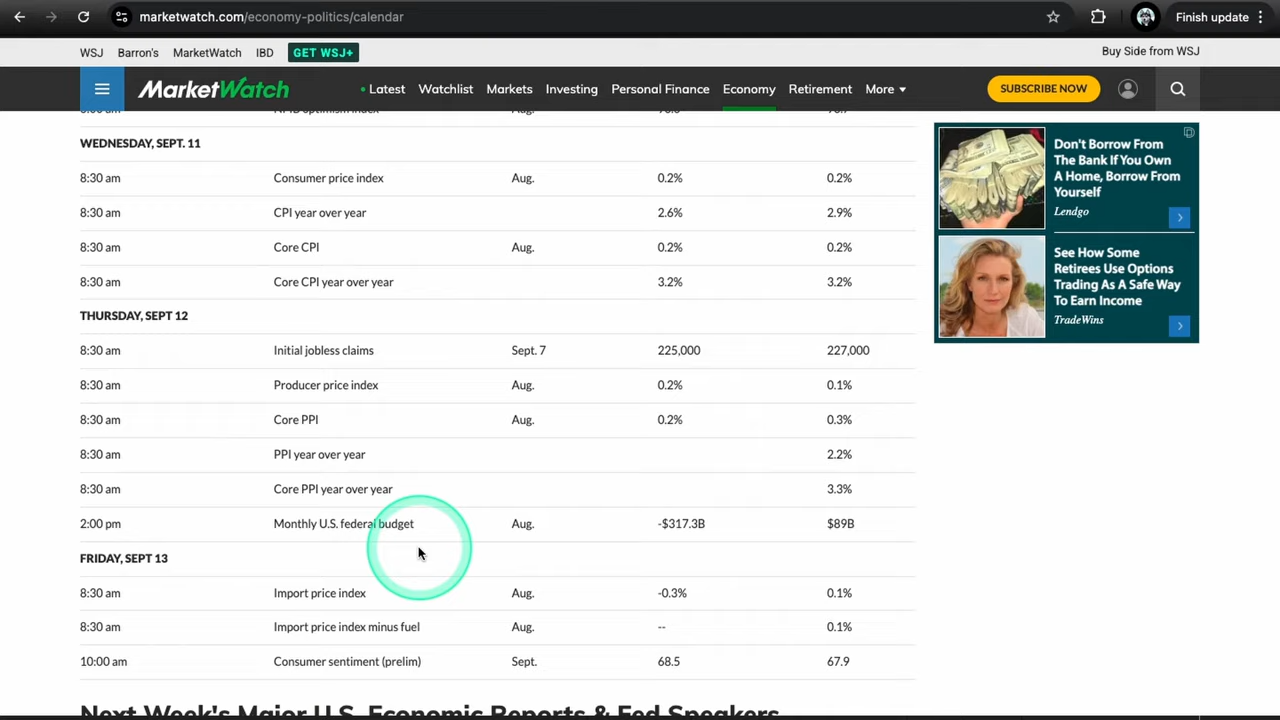 marketwatch.com/economy-politics/calendar
Finish update
WSJ Barron's MarketWatch IBD GET WSJ+ Buy Side from WSJ
MarketWatch Latest Watchlist Markets Investing Personal Finance Economy Retirement More SUBSCRIBE NOW
WEDNESDAY, SEPT. 11
8:30 am Consumer price index Aug. 0.2% 0.2%
8:30 am CPI year over year 2.6% 2.9%
8:30 am Core CPI Aug. 0.2% 0.2%
8:30 am Core CPI year over year 3.2% 3.2%
THURSDAY, SEPT 12
8:30 am Initial jobless claims Sept. 7 225,000 227,000
8:30 am Producer price index Aug. 0.2% 0.1%
8:30 am Core PPI Aug. 0.2% 0.3%
8:30 am PPI year over year 2.2%
8:30 am Core PPI year over year 3.3%
2:00 pm Monthly U.S. federal budget Aug. -$317.3B $89B
FRIDAY, SEPT 13
8:30 am Import price index Aug. -0.3% 0.1%
8:30 am Import price index minus fuel Aug. -- 0.1%
10:00 am Consumer sentiment (prelim) Sept. 68.5 67.9
Next Week's Major U.S. Economic Reports & Fed Speakers
Don't Borrow From
The Bank If You Own
A Home, Borrow From
Yourself
Lendgo
See How Some
Retirees Use Options
Trading As A Safe Way
To Earn Income
TradeWins